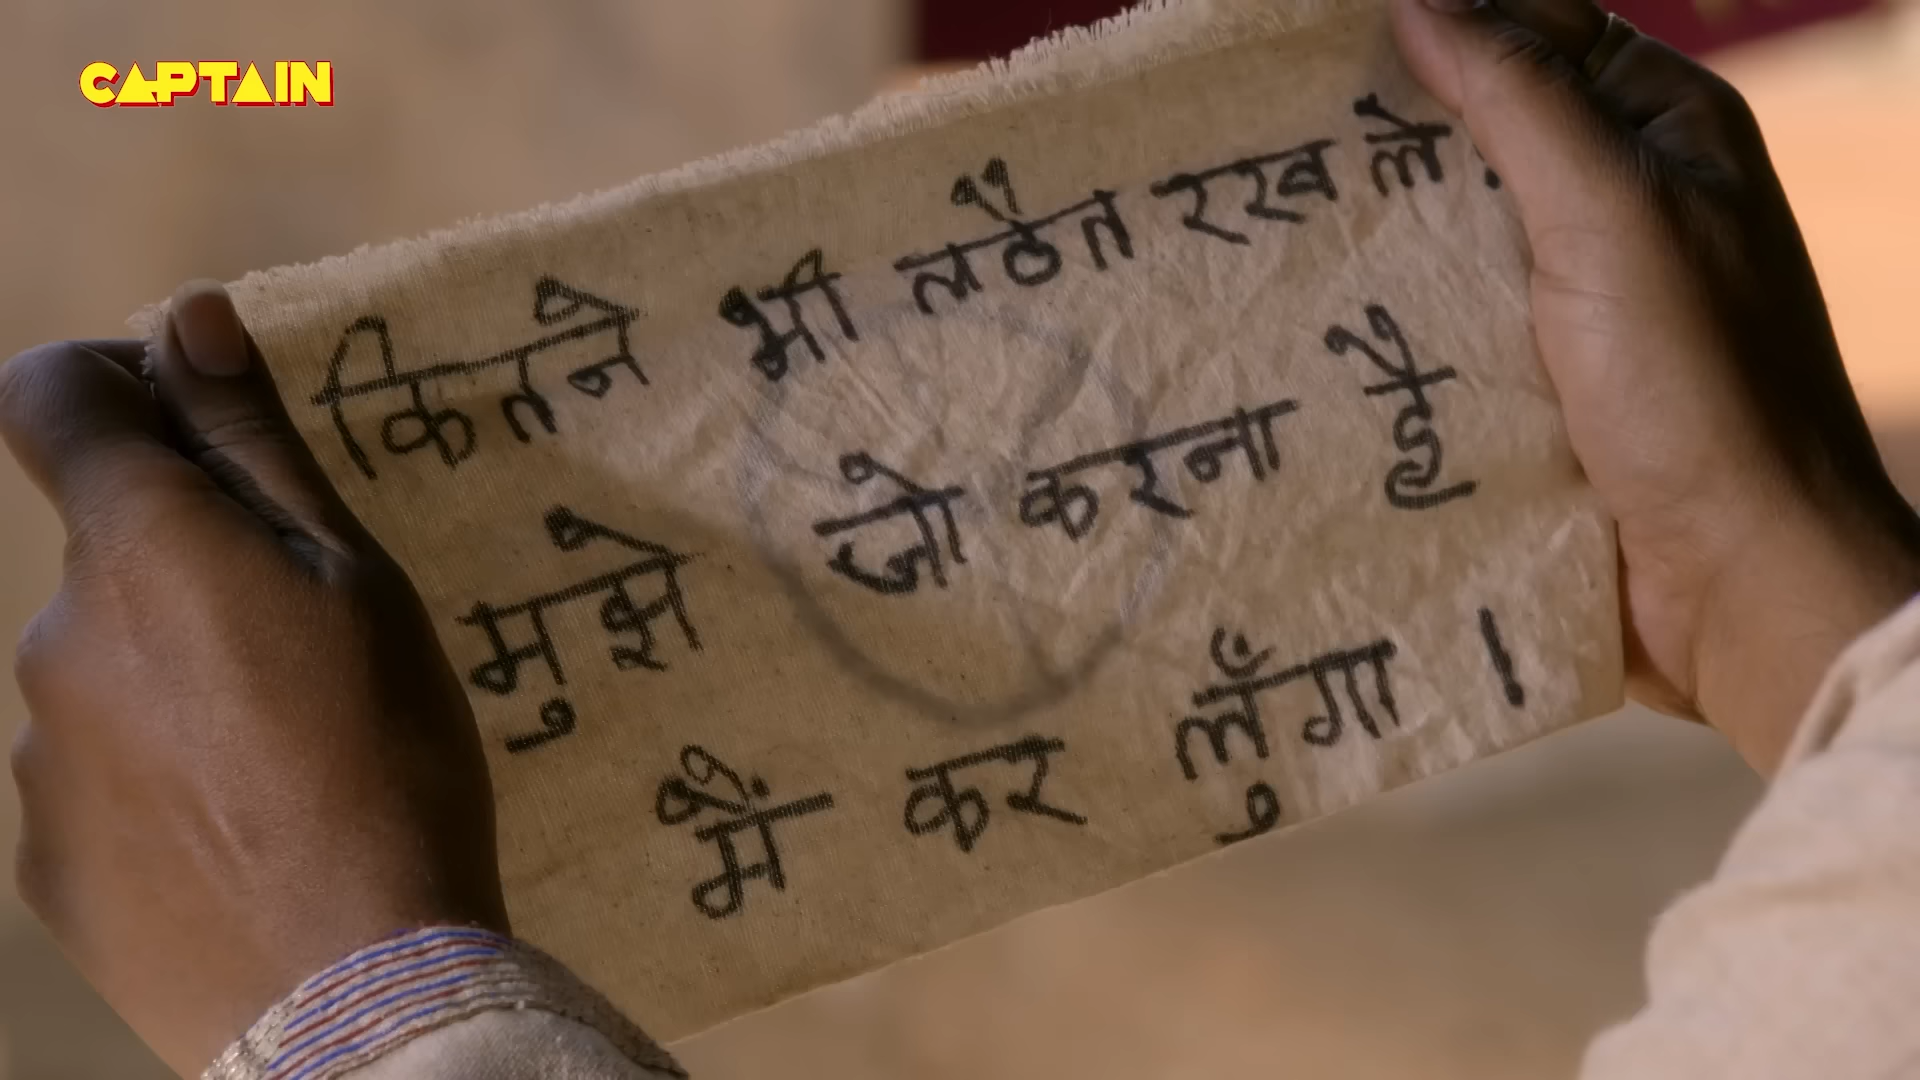 CAPTAIN
कितने भी लठैत रख ले.
मुझे जो करना है
मैं कर लुँगा ।